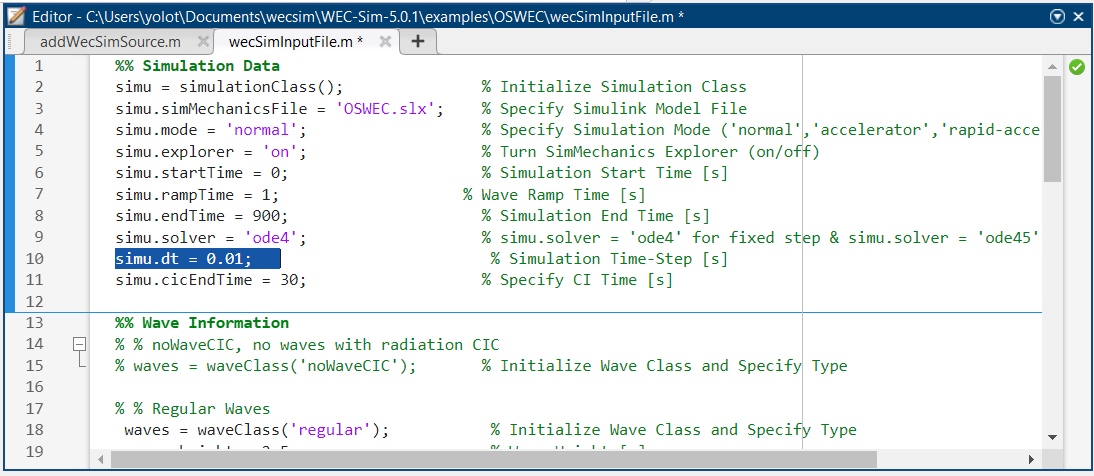 Editor - C:\Users\yolot\Documents\wecsim\WEC-Sim-5.0.1\examples\OSWEC\wecSimInputFile.m *
addWecSimSource.m wecSimInputFile.m *
1 %% Simulation Data
2 simu = simulationClass(); % Initialize Simulation Class
3 simu.simMechanicsFile = 'OSWEC.slx'; % Specify Simulink Model File
4 simu.mode = 'normal'; % Specify Simulation Mode ('normal','accelerator','rapid-acce
5 simu.explorer = 'on'; % Turn SimMechanics Explorer (on/off)
6 simu.startTime = 0; % Simulation Start Time [s]
7 simu.rampTime = 1; % Wave Ramp Time [s]
8 simu.endTime = 900; % Simulation End Time [s]
9 simu.solver = 'ode4'; % simu.solver = 'ode4' for fixed step & simu.solver = 'ode45'
10 simu.dt = 0.01; % Simulation Time-Step [s]
11 simu.cicEndTime = 30; % Specify CI Time [s]
12
13 %% Wave Information
14 % % noWaveCIC, no waves with radiation CIC
15 % waves = waveClass('noWaveCIC'); % Initialize Wave Class and Specify Type
16
17 % % Regular Waves
18 waves = waveClass('regular'); % Initialize Wave Class and Specify Type
19